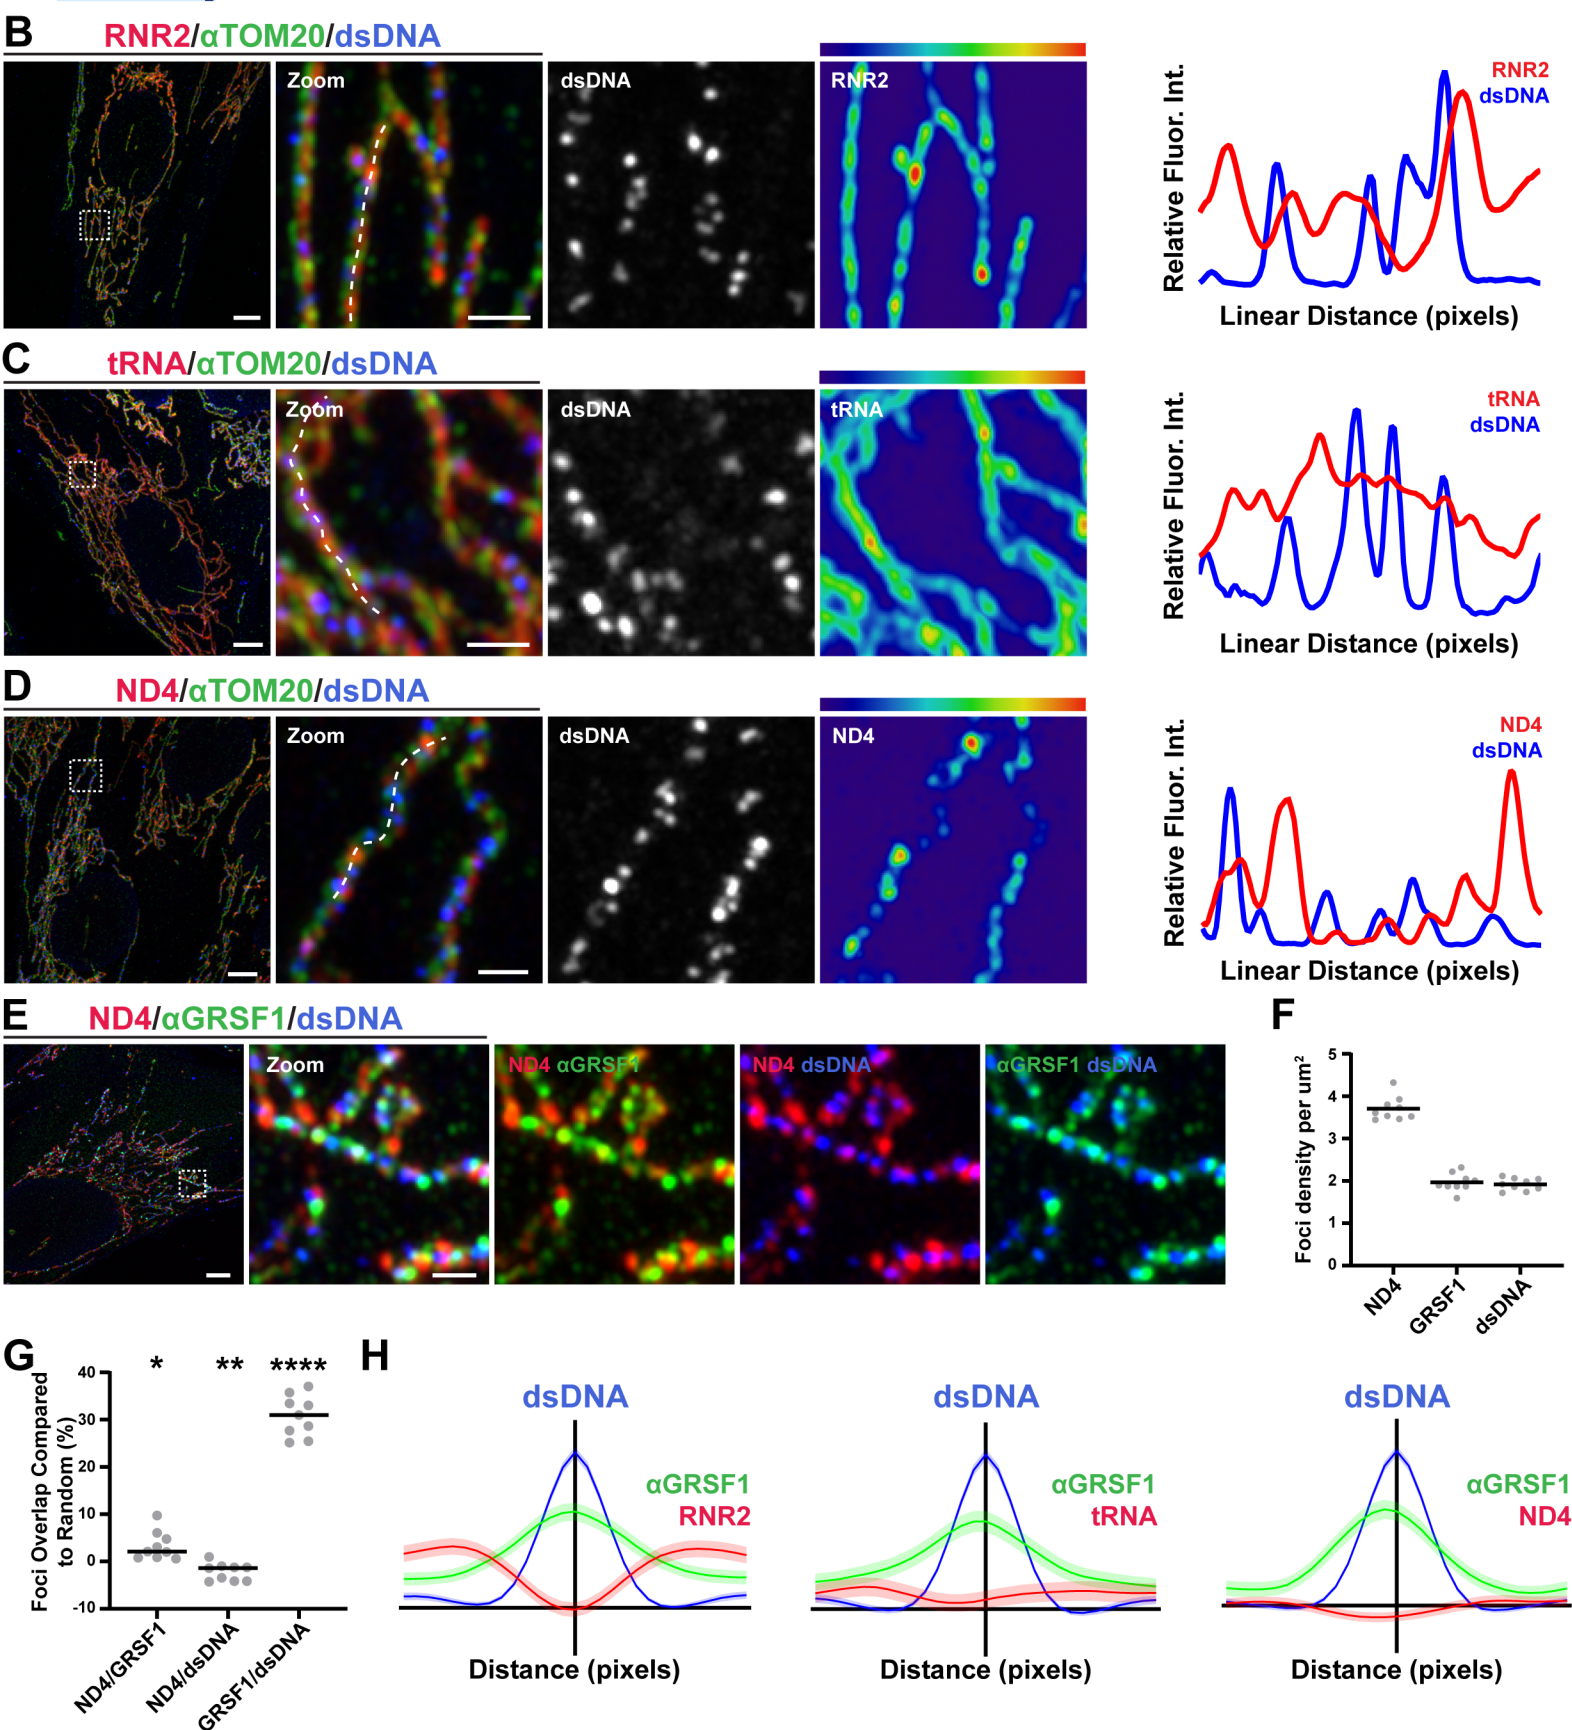 B
RNR2/αTOM20/dsDNA
Zoom
dsDNA
RNR2
Relative Fluor. Int.
RNR2
dsDNA
Linear Distance (pixels)
C
tRNA/αTOM20/dsDNA
Zoom
dsDNA
tRNA
Relative Fluor. Int.
tRNA
dsDNA
Linear Distance (pixels)
D
ND4/αTOM20/dsDNA
Zoom
dsDNA
ND4
Relative Fluor. Int.
ND4
dsDNA
Linear Distance (pixels)
E
ND4/αGRSF1/dsDNA
Zoom
ND4 αGRSF1
ND4 dsDNA
αGRSF1 dsDNA
F
Foci density per um²
5
4
3
2
1
0
ND4
GRSF1
dsDNA
G
Foci Overlap Compared
to Random (%)
40
30
20
10
0
-10
*
**
****
ND4/GRSF1
ND4/dsDNA
GRSF1/dsDNA
H
dsDNA
αGRSF1
RNR2
Distance (pixels)
dsDNA
αGRSF1
tRNA
Distance (pixels)
dsDNA
αGRSF1
ND4
Distance (pixels)